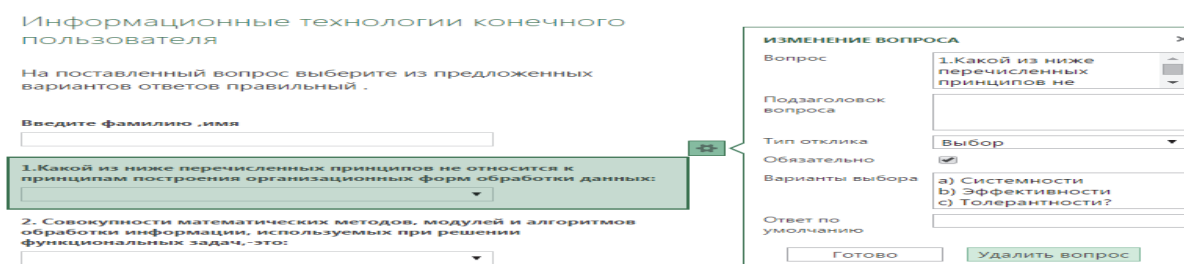 Информационные технологии конечного
пользователя
На поставленный вопрос выберите из предложенных
вариантов ответов правильный .
Введите фамилию ,имя
1.Какой из ниже перечисленных принципов не относится к
принципам построения организационных форм обработки данных:
2. Совокупности математических методов, модулей и алгоритмов
обработки информации, используемых при решении
функциональных задач,-это:
ИЗМЕНЕНИЕ ВОПРОСА
Вопрос
1.Какой из ниже
перечисленных
принципов не
Подзаголовок
вопроса
Тип отклика
Выбор
Обязательно
Варианты выбора
a) Системности
b) Эффективности
c) Толерантности?
Ответ по
умолчанию
Готово
Удалить вопрос